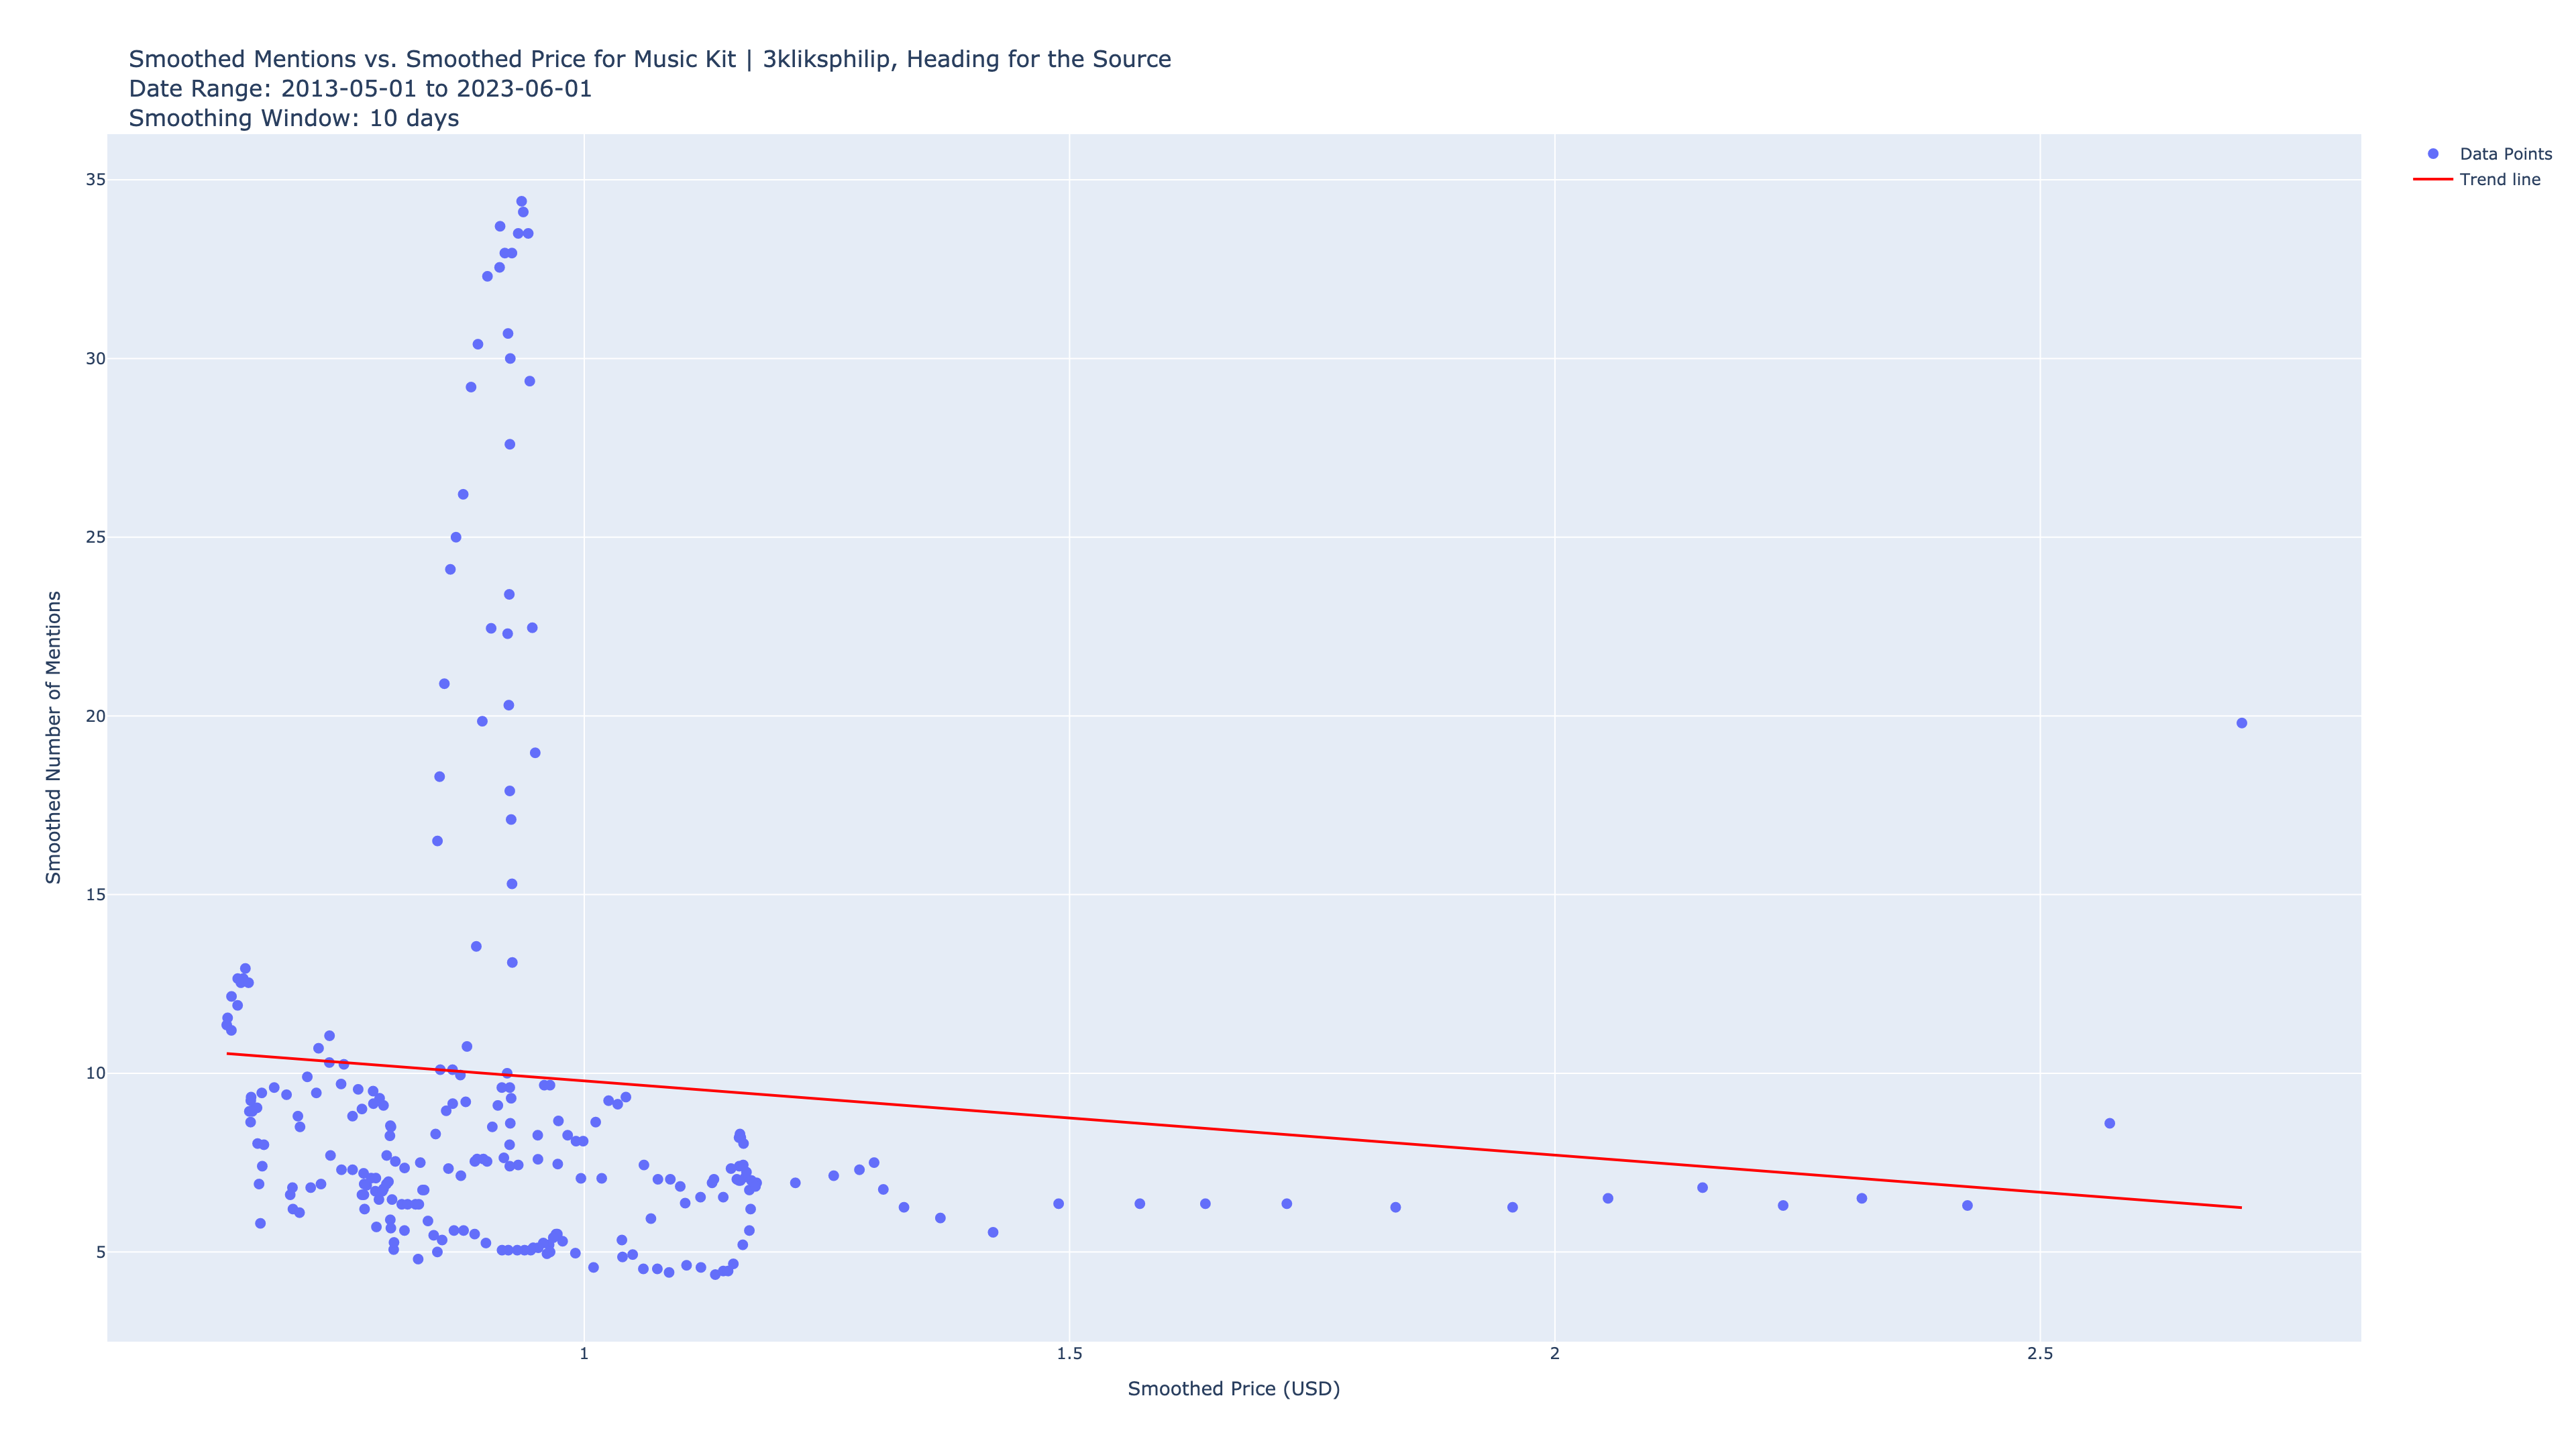 Smoothed Mentions vs. Smoothed Price for Music Kit | 3kliksphilip, Heading for the Source
Date Range: 2013-05-01 to 2023-06-01
Smoothing Window: 10 days
Data Points
Trend line
35
30
25
20
15
10
5
Smoothed Number of Mentions
1
1.5
2
2.5
Smoothed Price (USD)